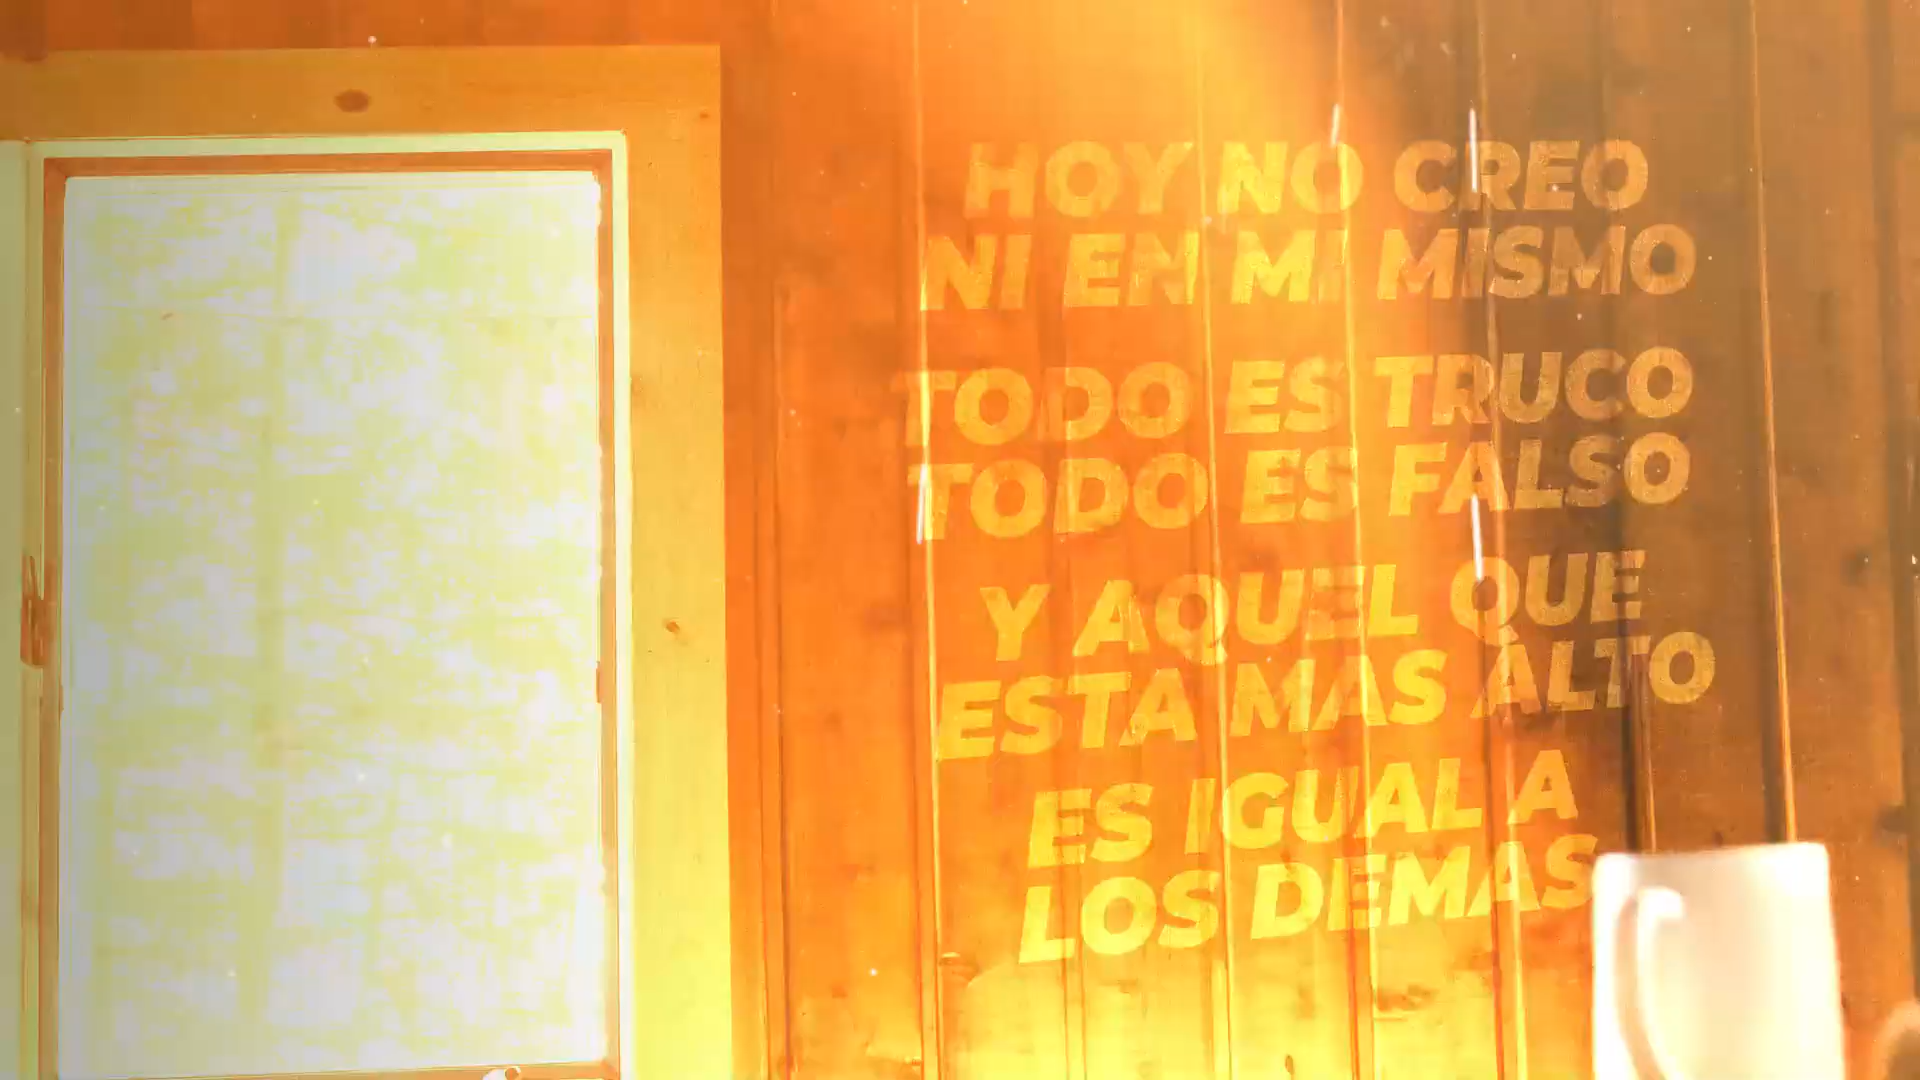 HOY NO CREO
NI EN MI MISMO
TODO ES TRUCO
TODO ES FALSO
Y AQUEL QUE
ESTA MAS ALTO
ES IGUAL A
LOS DEMAS